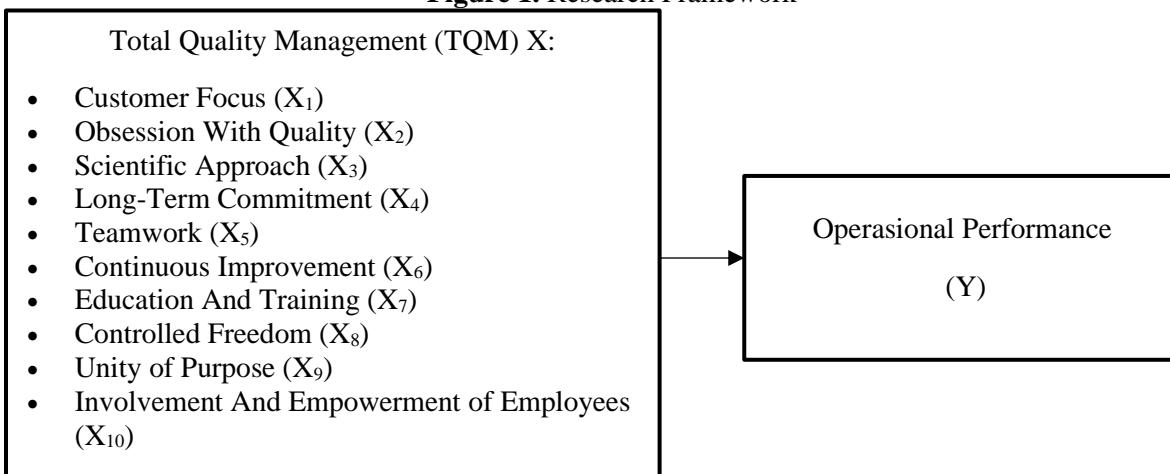 Figure 1. Research Framework
Total Quality Management (TQM) X:
• Customer Focus (X₁)
• Obsession With Quality (X₂)
• Scientific Approach (X₃)
• Long-Term Commitment (X₄)
• Teamwork (X₅)
• Continuous Improvement (X₆)
• Education And Training (X₇)
• Controlled Freedom (X₈)
• Unity of Purpose (X₉)
• Involvement And Empowerment of Employees
(X₁₀)
Operasional Performance
(Y)